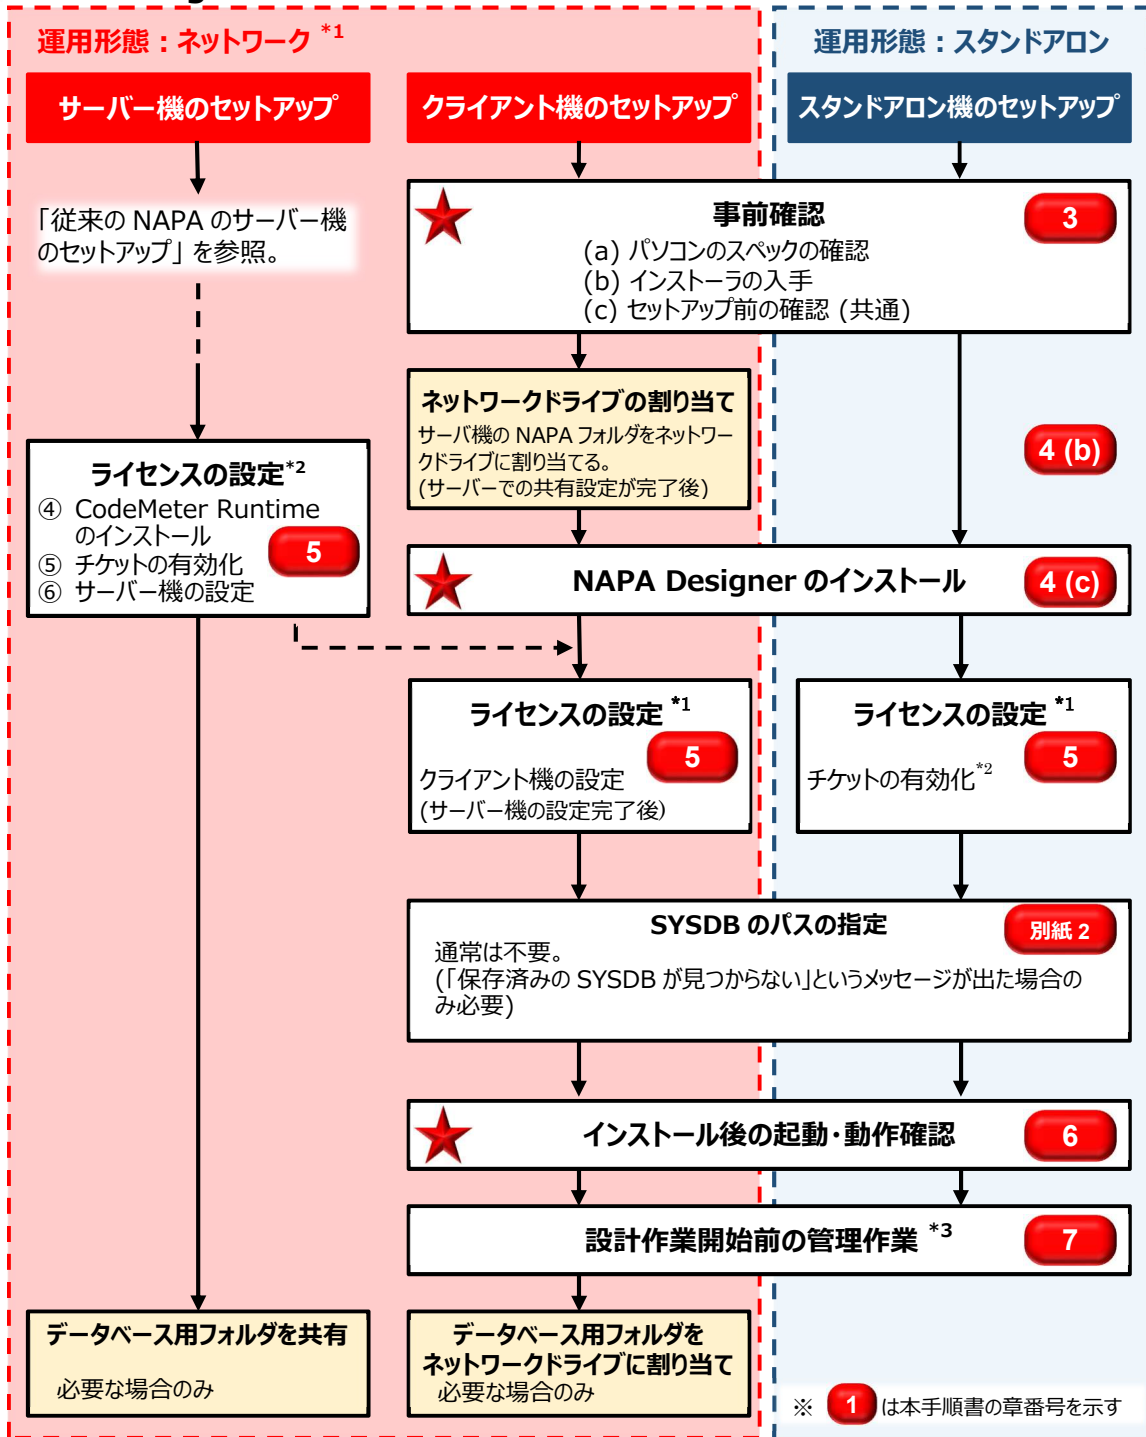 運用形態：ネットワーク *1
サーバー機のセットアップ
クライアント機のセットアップ
運用形態：スタンドアロン
スタンドアロン機のセットアップ
「従来の NAPA のサーバー機
のセットアップ」を参照。
事前確認
3
(a) パソコンのスペックの確認
(b) インストーラの入手
(c) セットアップ前の確認 (共通)
ネットワークドライブの割り当て
サーバ機の NAPA フォルダをネットワー
クドライブに割り当てる。
(サーバーでの共有設定が完了後)
4 (b)
ライセンスの設定*2
④ CodeMeter Runtime
のインストール
⑤ チケットの有効化
⑥ サーバー機の設定
5
NAPA Designer のインストール
4 (c)
ライセンスの設定 *1
5
クライアント機の設定
(サーバー機の設定完了後)
ライセンスの設定 *1
5
チケットの有効化*2
SYSDB のパスの指定
別紙 2
通常は不要。
(「保存済みの SYSDB が見つからない」というメッセージが出た場合の
み必要)
インストール後の起動・動作確認
6
設計作業開始前の管理作業 *3
7
データベース用フォルダを共有
必要な場合のみ
データベース用フォルダを
ネットワークドライブに割り当て
必要な場合のみ
※ 1 は本手順書の章番号を示す